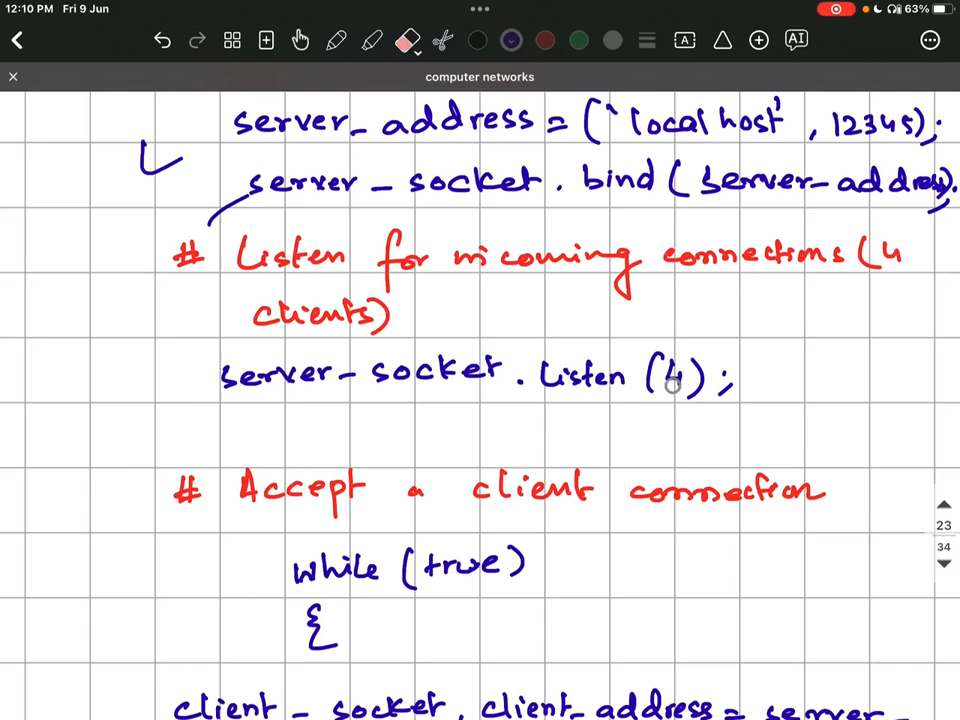 12:10 PM Fri 9 Jun 63%
computer networks
server_address = ('localhost', 12345);
server_socket.bind(server_address);
# Listen for incoming connections (4
clients)
server_socket.listen(4);
# Accept a client connection
while (true)
{
client_socket, client_address = server_
23
34
AI
A